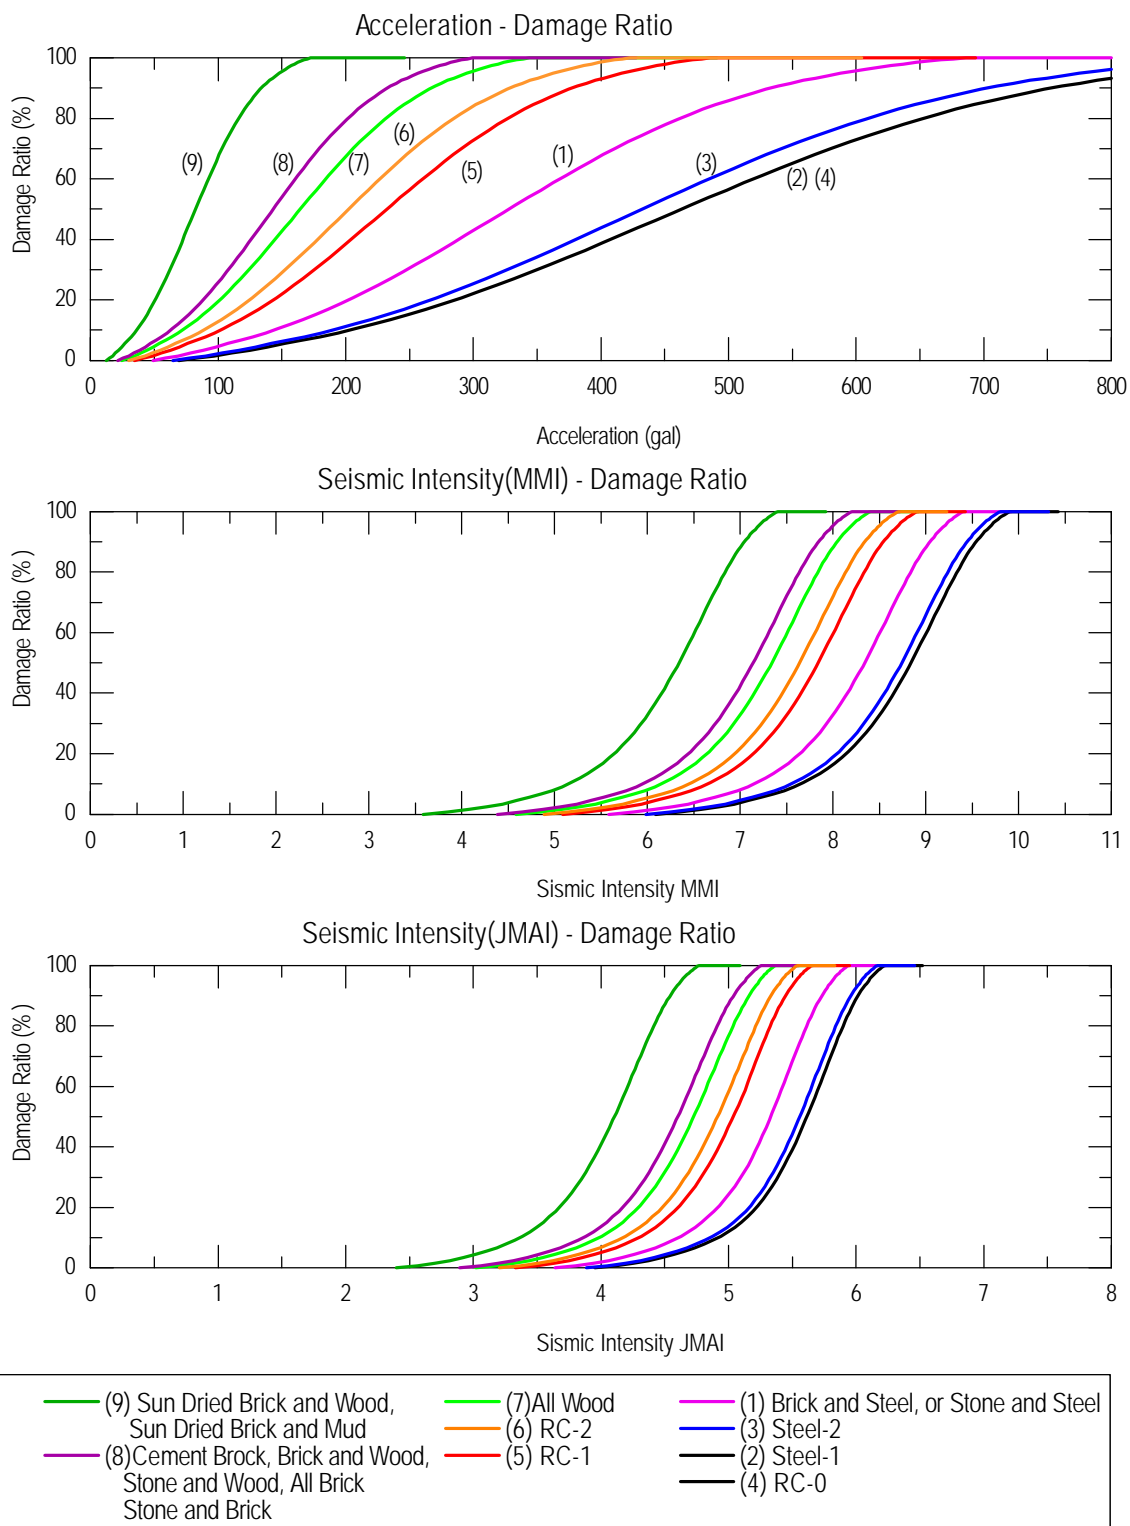 Acceleration - Damage Ratio
Damage Ratio (% )
100
80
60
40
20
0
(9)
(8)
(7)
(6)
(5)
(1)
(3)
(2) (4)
0 100 200 300 400 500 600 700 800
Acceleration (gal)
Seismic Intensity(MMI) - Damage Ratio
Damage Ratio (% )
100
80
60
40
20
0
0 1 2 3 4 5 6 7 8 9 10 11
Sismic Intensity MMI
Seismic Intensity(JMAI) - Damage Ratio
Damage Ratio (% )
100
80
60
40
20
0
0 1 2 3 4 5 6 7 8
Sismic Intensity JMAI
(9) Sun Dried Brick and Wood,
Sun Dried Brick and Mud
(8)Cement Brock, Brick and Wood,
Stone and Wood, All Brick
Stone and Brick
(7)All Wood
(6) RC-2
(5) RC-1
(1) Brick and Steel, or Stone and Steel
(3) Steel-2
(2) Steel-1
(4) RC-0